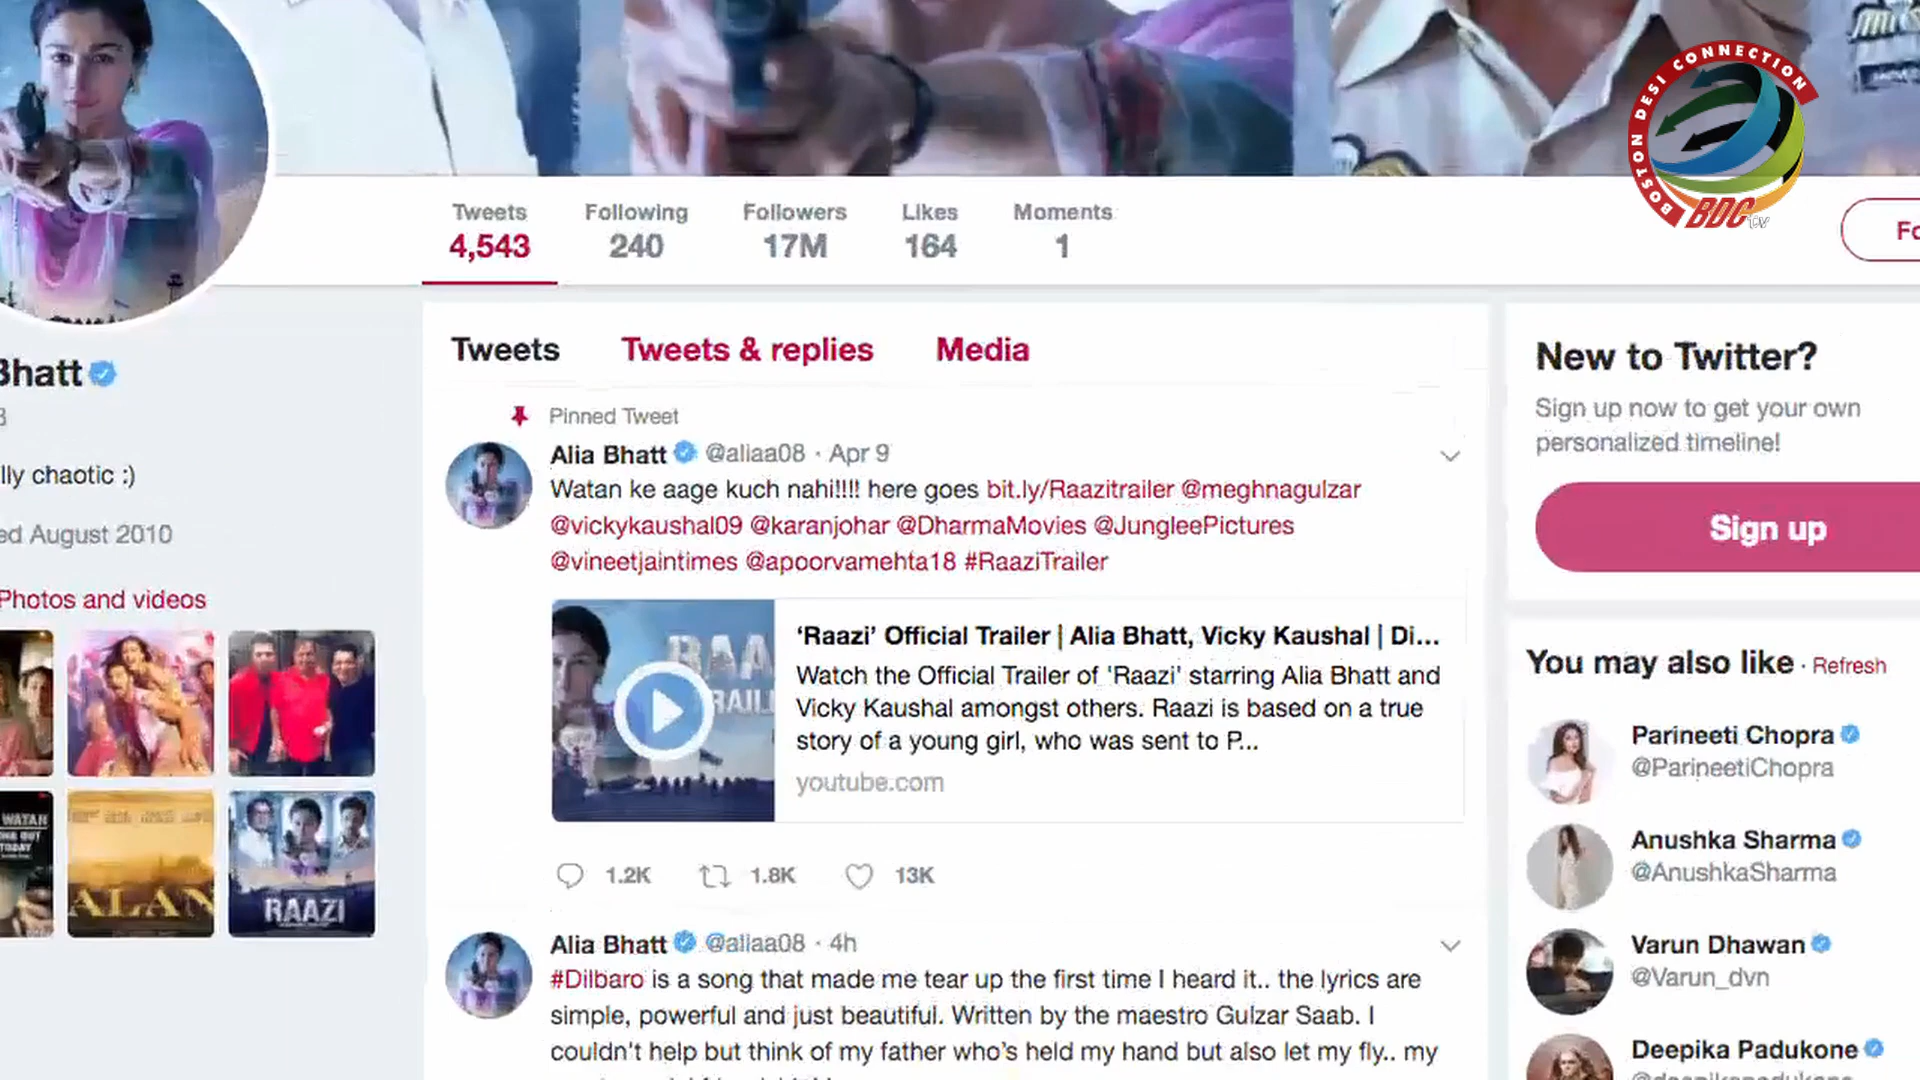 BOSTON DESI CONNECTION
BDC tv
Tweets
4,543
Following
240
Followers
17M
Likes
164
Moments
1
Bhatt
lly chaotic :)
ed August 2010
Photos and videos
WATAN
TODAY
RAAZI
Tweets Tweets & replies Media
Pinned Tweet
Alia Bhatt @aliaa08 · Apr 9
Watan ke aage kuch nahi!!!! here goes bit.ly/Raazitrailer @meghnagulzar
@vickykaushal09 @karanjohar @DharmaMovies @JungleePictures
@vineetjaintimes @apoorvamehta18 #RaaziTrailer
RAA
RAIL
‘Raazi’ Official Trailer | Alia Bhatt, Vicky Kaushal | Di...
Watch the Official Trailer of 'Raazi' starring Alia Bhatt and
Vicky Kaushal amongst others. Raazi is based on a true
story of a young girl, who was sent to P...
youtube.com
1.2K 1.8K 13K
Alia Bhatt @aliaa08 · 4h
#Dilbaro is a song that made me tear up the first time I heard it.. the lyrics are
simple, powerful and just beautiful. Written by the maestro Gulzar Saab. I
couldn't help but think of my father who's held my hand but also let my fly.. my
Fo
New to Twitter?
Sign up now to get your own
personalized timeline!
Sign up
You may also like · Refresh
Parineeti Chopra
@ParineetiChopra
Anushka Sharma
@AnushkaSharma
Varun Dhawan
@Varun_dvn
Deepika Padukone